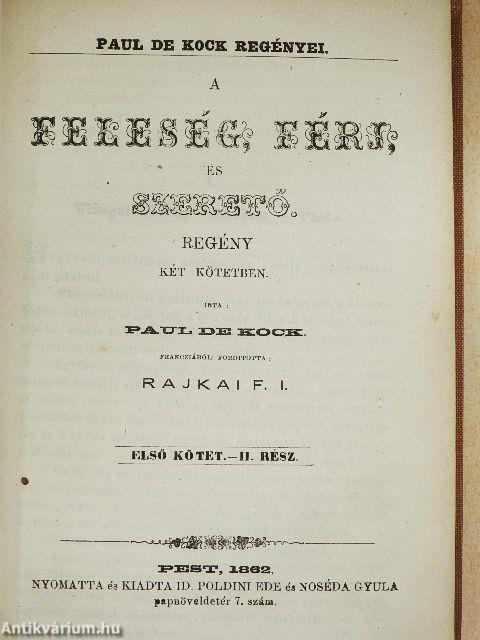 PAUL DE KOCK REGÉNYEI.
A
FELESÉG, FÉRJ,
ÉS
SZERETŐ.
REGÉNY
KÉT KÖTETBEN.
IRTA :
PAUL DE KOCK.
FRANCZIÁBÓL FORDITOTTA :
RAJKAI F. I.
ELSŐ KÖTET.—II. RÉSZ.
PEST, 1862.
NYOMATTA és KIADTA ID. POLDINI EDE és NOSÉDA GYULA
papnöveldetér 7. szám.
Antikvárium.hu